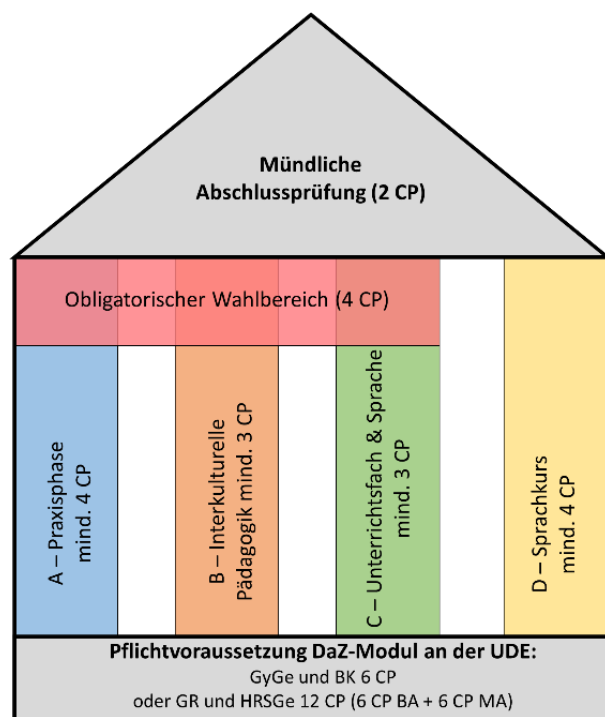 Mündliche
Abschlussprüfung (2 CP)
Obligatorischer Wahlbereich (4 CP)
A – Praxisphase
mind. 4 CP
B – Interkulturelle
Pädagogik mind. 3 CP
C – Unterrichtsfach & Sprache
mind. 3 CP
D – Sprachkurs
mind. 4 CP
Pflichtvoraussetzung DaZ-Modul an der UDE:
GyGe und BK 6 CP
oder GR und HRSGe 12 CP (6 CP BA + 6 CP MA)